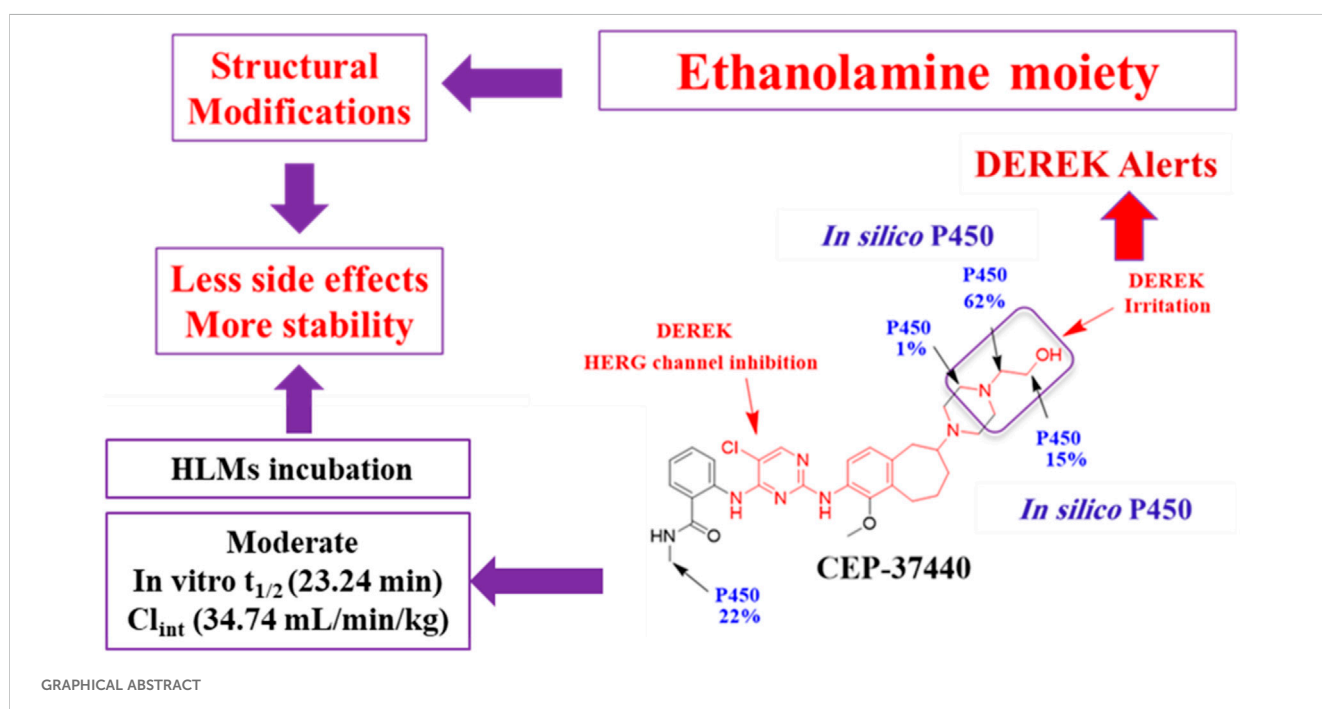 Structural
Modifications
Ethanolamine moiety
DEREK Alerts
In silico P450
Less side effects
More stability
P450
62%
DEREK
Irritation
P450
1%
DEREK
HERG channel inhibition
OH
N
N
P450
15%
Cl
N
N
N
H
N
H
O
NH
O
In silico P450
HLMs incubation
Moderate
In vitro t1/2 (23.24 min)
Clint (34.74 mL/min/kg)
CEP-37440
P450
22%
GRAPHICAL ABSTRACT